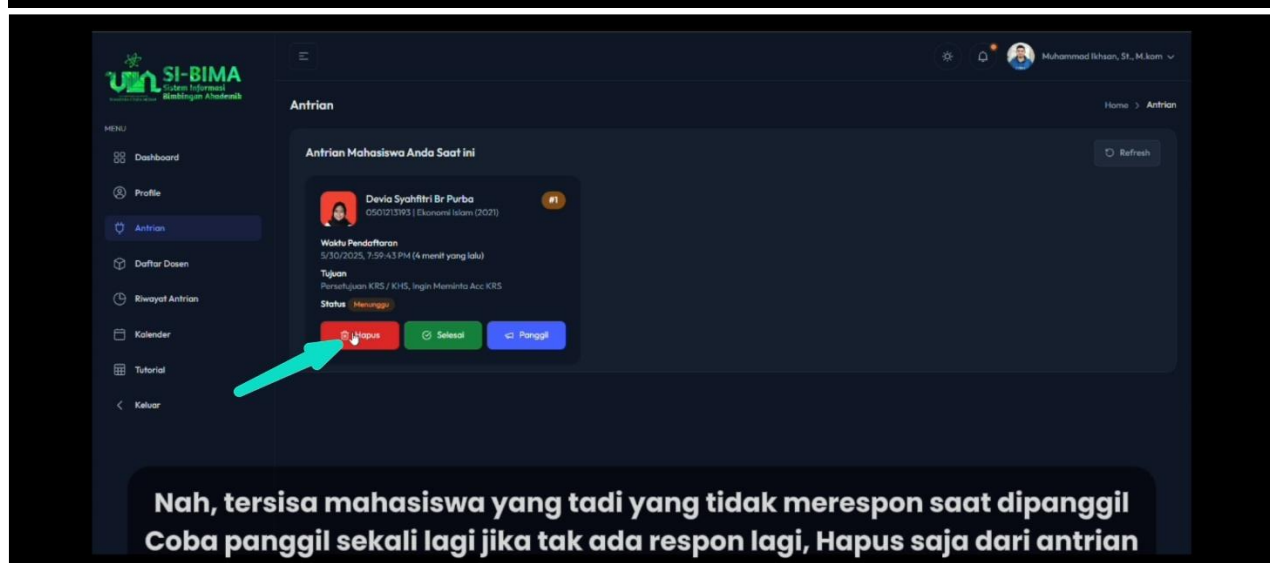 SI-BIMA
Sistem Informasi
Bimbingan Akademik
Muhammad Ikhsan, St., M.kom
Antrian
Home > Antrian
MENU
Dashboard
Profile
Antrian
Daftar Dosen
Riwayat Antrian
Kalender
Tutorial
Keluar
Antrian Mahasiswa Anda Saat ini
Refresh
Devia Syahfitri Br Purba
#1
0501213193 | Ekonomi Islam (2021)
Waktu Pendaftaran
5/30/2025, 7:59:43 PM (4 menit yang lalu)
Tujuan
Persetujuan KRS / KHS, Ingin Meminta Acc KRS
Status Menunggu
Hapus
Selesai
Panggil
Nah, tersisa mahasiswa yang tadi yang tidak merespon saat dipanggil
Coba panggil sekali lagi jika tak ada respon lagi, Hapus saja dari antrian